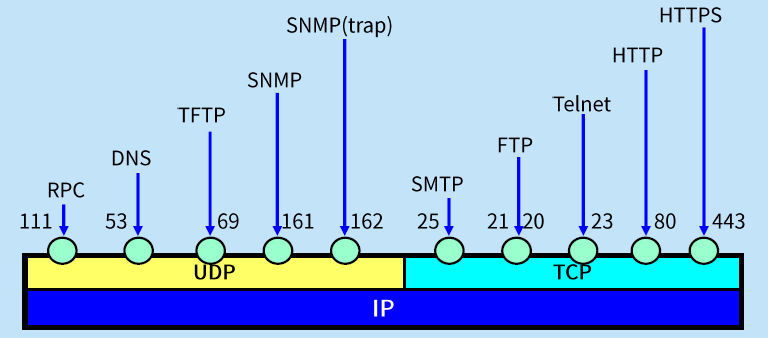 HTTPS
SNMP(trap)
HTTP
SNMP
Telnet
TFTP
FTP
DNS
SMTP
RPC
111 53 69 161 162 25 21 20 23 80 443
UDP TCP
IP